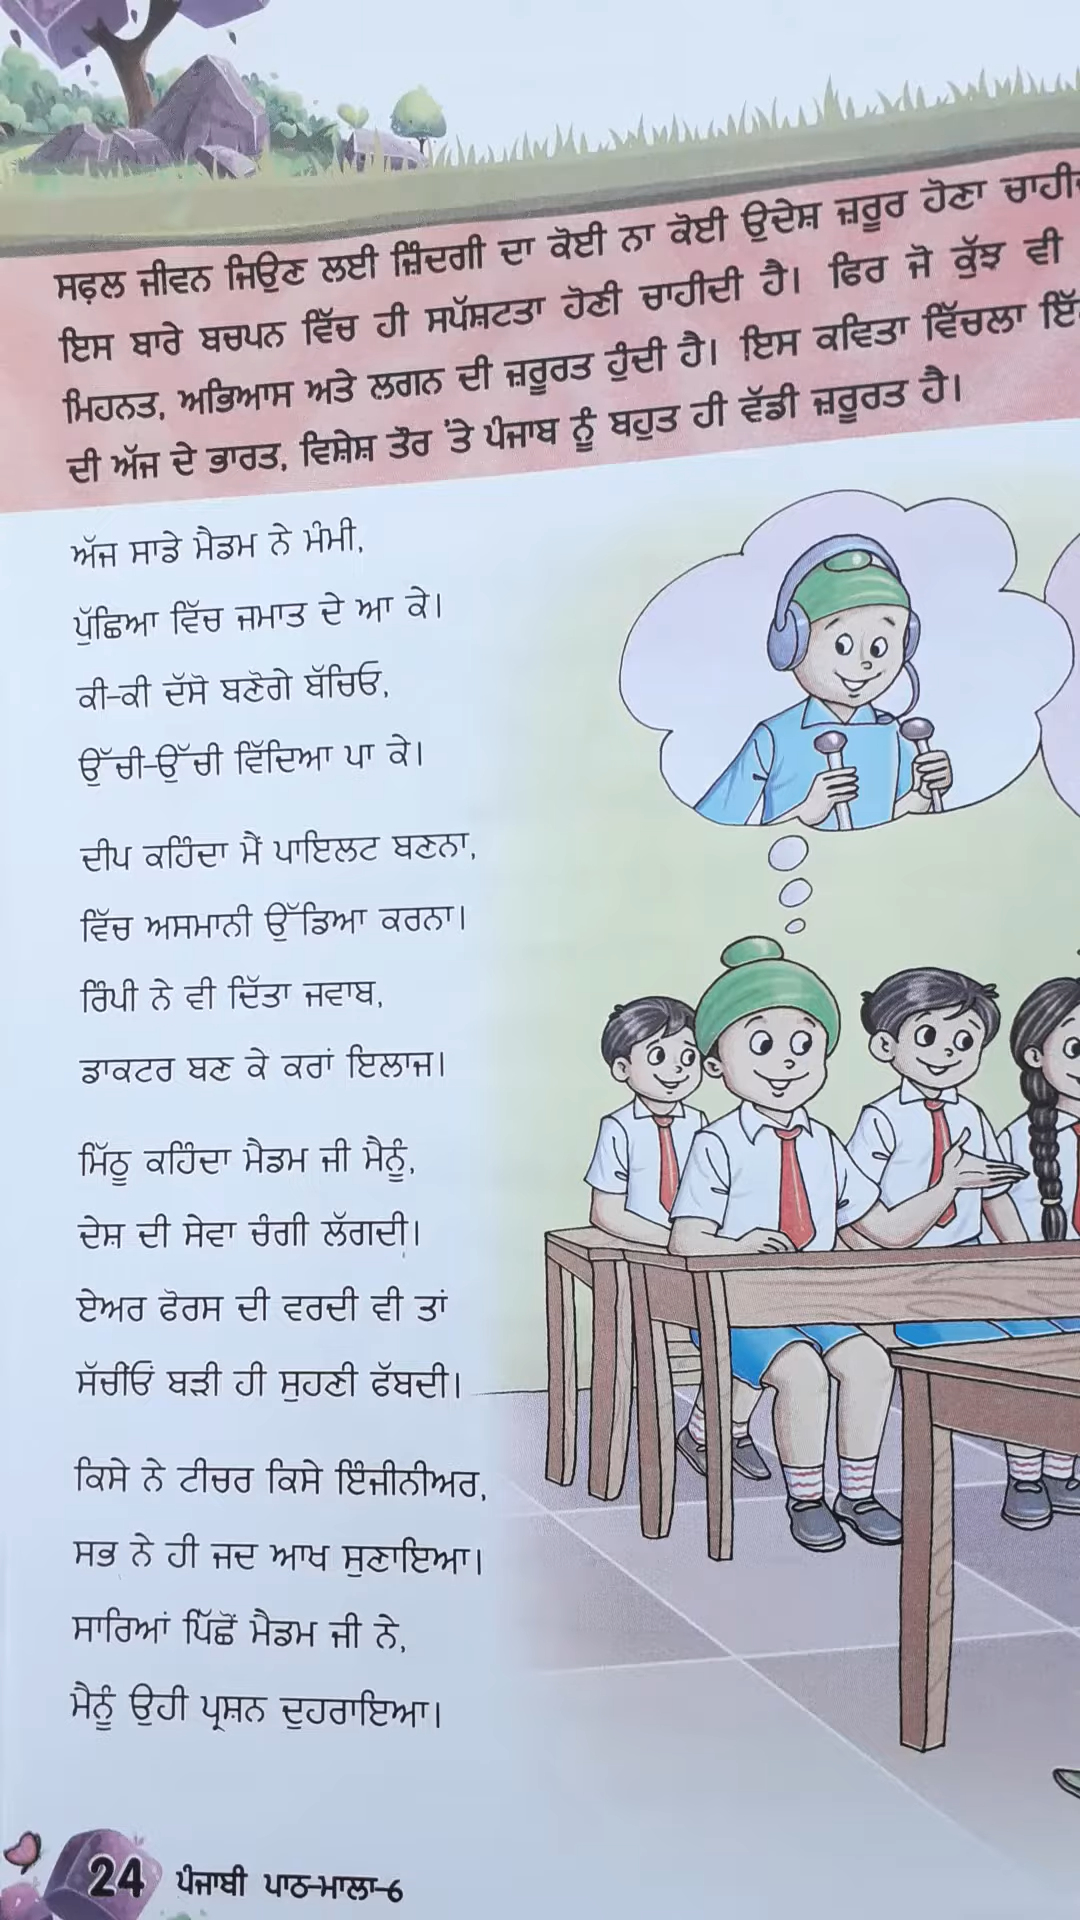 ਸਫ਼ਲ ਜੀਵਨ ਜਿਉਣ ਲਈ ਜ਼ਿੰਦਗੀ ਦਾ ਕੋਈ ਨਾ ਕੋਈ ਉਦੇਸ਼ ਜ਼ਰੂਰ ਹੋਣਾ
ਇਸ ਬਾਰੇ ਬਚਪਨ ਵਿੱਚ ਹੀ ਸਪੱਸ਼ਟਤਾ ਹੋਣੀ ਚਾਹੀਦੀ ਹੈ। ਫਿਰ ਜੋ ਕੁੱਝ ਵੀ
ਮਿਹਨਤ, ਅਭਿਆਸ ਅਤੇ ਲਗਨ ਦੀ ਜ਼ਰੂਰਤ ਹੁੰਦੀ ਹੈ। ਇਸ ਕਵਿਤਾ ਵਿੱਚਲਾ
ਦੀ ਅੱਜ ਦੇ ਭਾਰਤ, ਵਿਸ਼ੇਸ਼ ਤੌਰ 'ਤੇ ਪੰਜਾਬ ਨੂੰ ਬਹੁਤ ਹੀ ਵੱਡੀ ਜ਼ਰੂਰਤ ਹੈ।
ਅੱਜ ਸਾਡੇ ਮੈਡਮ ਨੇ ਮੰਮੀ,
ਪੁੱਛਿਆ ਵਿੱਚ ਜਮਾਤ ਦੇ ਆ ਕੇ।
ਕੀ-ਕੀ ਦੱਸੋ ਬਣੋਗੇ ਬੱਚਿਓ,
ਉੱਚੀ-ਉੱਚੀ ਵਿੱਦਿਆ ਪਾ ਕੇ।
ਦੀਪ ਕਹਿੰਦਾ ਮੈਂ ਪਾਇਲਟ ਬਣਨਾ,
ਵਿੱਚ ਅਸਮਾਨੀ ਉੱਡਿਆ ਕਰਨਾ।
ਰਿੰਪੀ ਨੇ ਵੀ ਦਿੱਤਾ ਜਵਾਬ,
ਡਾਕਟਰ ਬਣ ਕੇ ਕਰਾਂ ਇਲਾਜ।
ਮਿੱਠੂ ਕਹਿੰਦਾ ਮੈਡਮ ਜੀ ਮੈਨੂੰ,
ਦੇਸ਼ ਦੀ ਸੇਵਾ ਚੰਗੀ ਲੱਗਦੀ।
ਏਅਰ ਫੋਰਸ ਦੀ ਵਰਦੀ ਵੀ ਤਾਂ
ਸੱਚੀਓਂ ਬੜੀ ਹੀ ਸੁਹਣੀ ਫੱਬਦੀ।
ਕਿਸੇ ਨੇ ਟੀਚਰ ਕਿਸੇ ਇੰਜੀਨੀਅਰ,
ਸਭ ਨੇ ਹੀ ਜਦ ਆਖ ਸੁਣਾਇਆ।
ਸਾਰਿਆਂ ਪਿੱਛੋਂ ਮੈਡਮ ਜੀ ਨੇ,
ਮੈਨੂੰ ਉਹੀ ਪ੍ਰਸ਼ਨ ਦੁਹਰਾਇਆ।
24 ਪੰਜਾਬੀ ਪਾਠ-ਮਾਲਾ-6